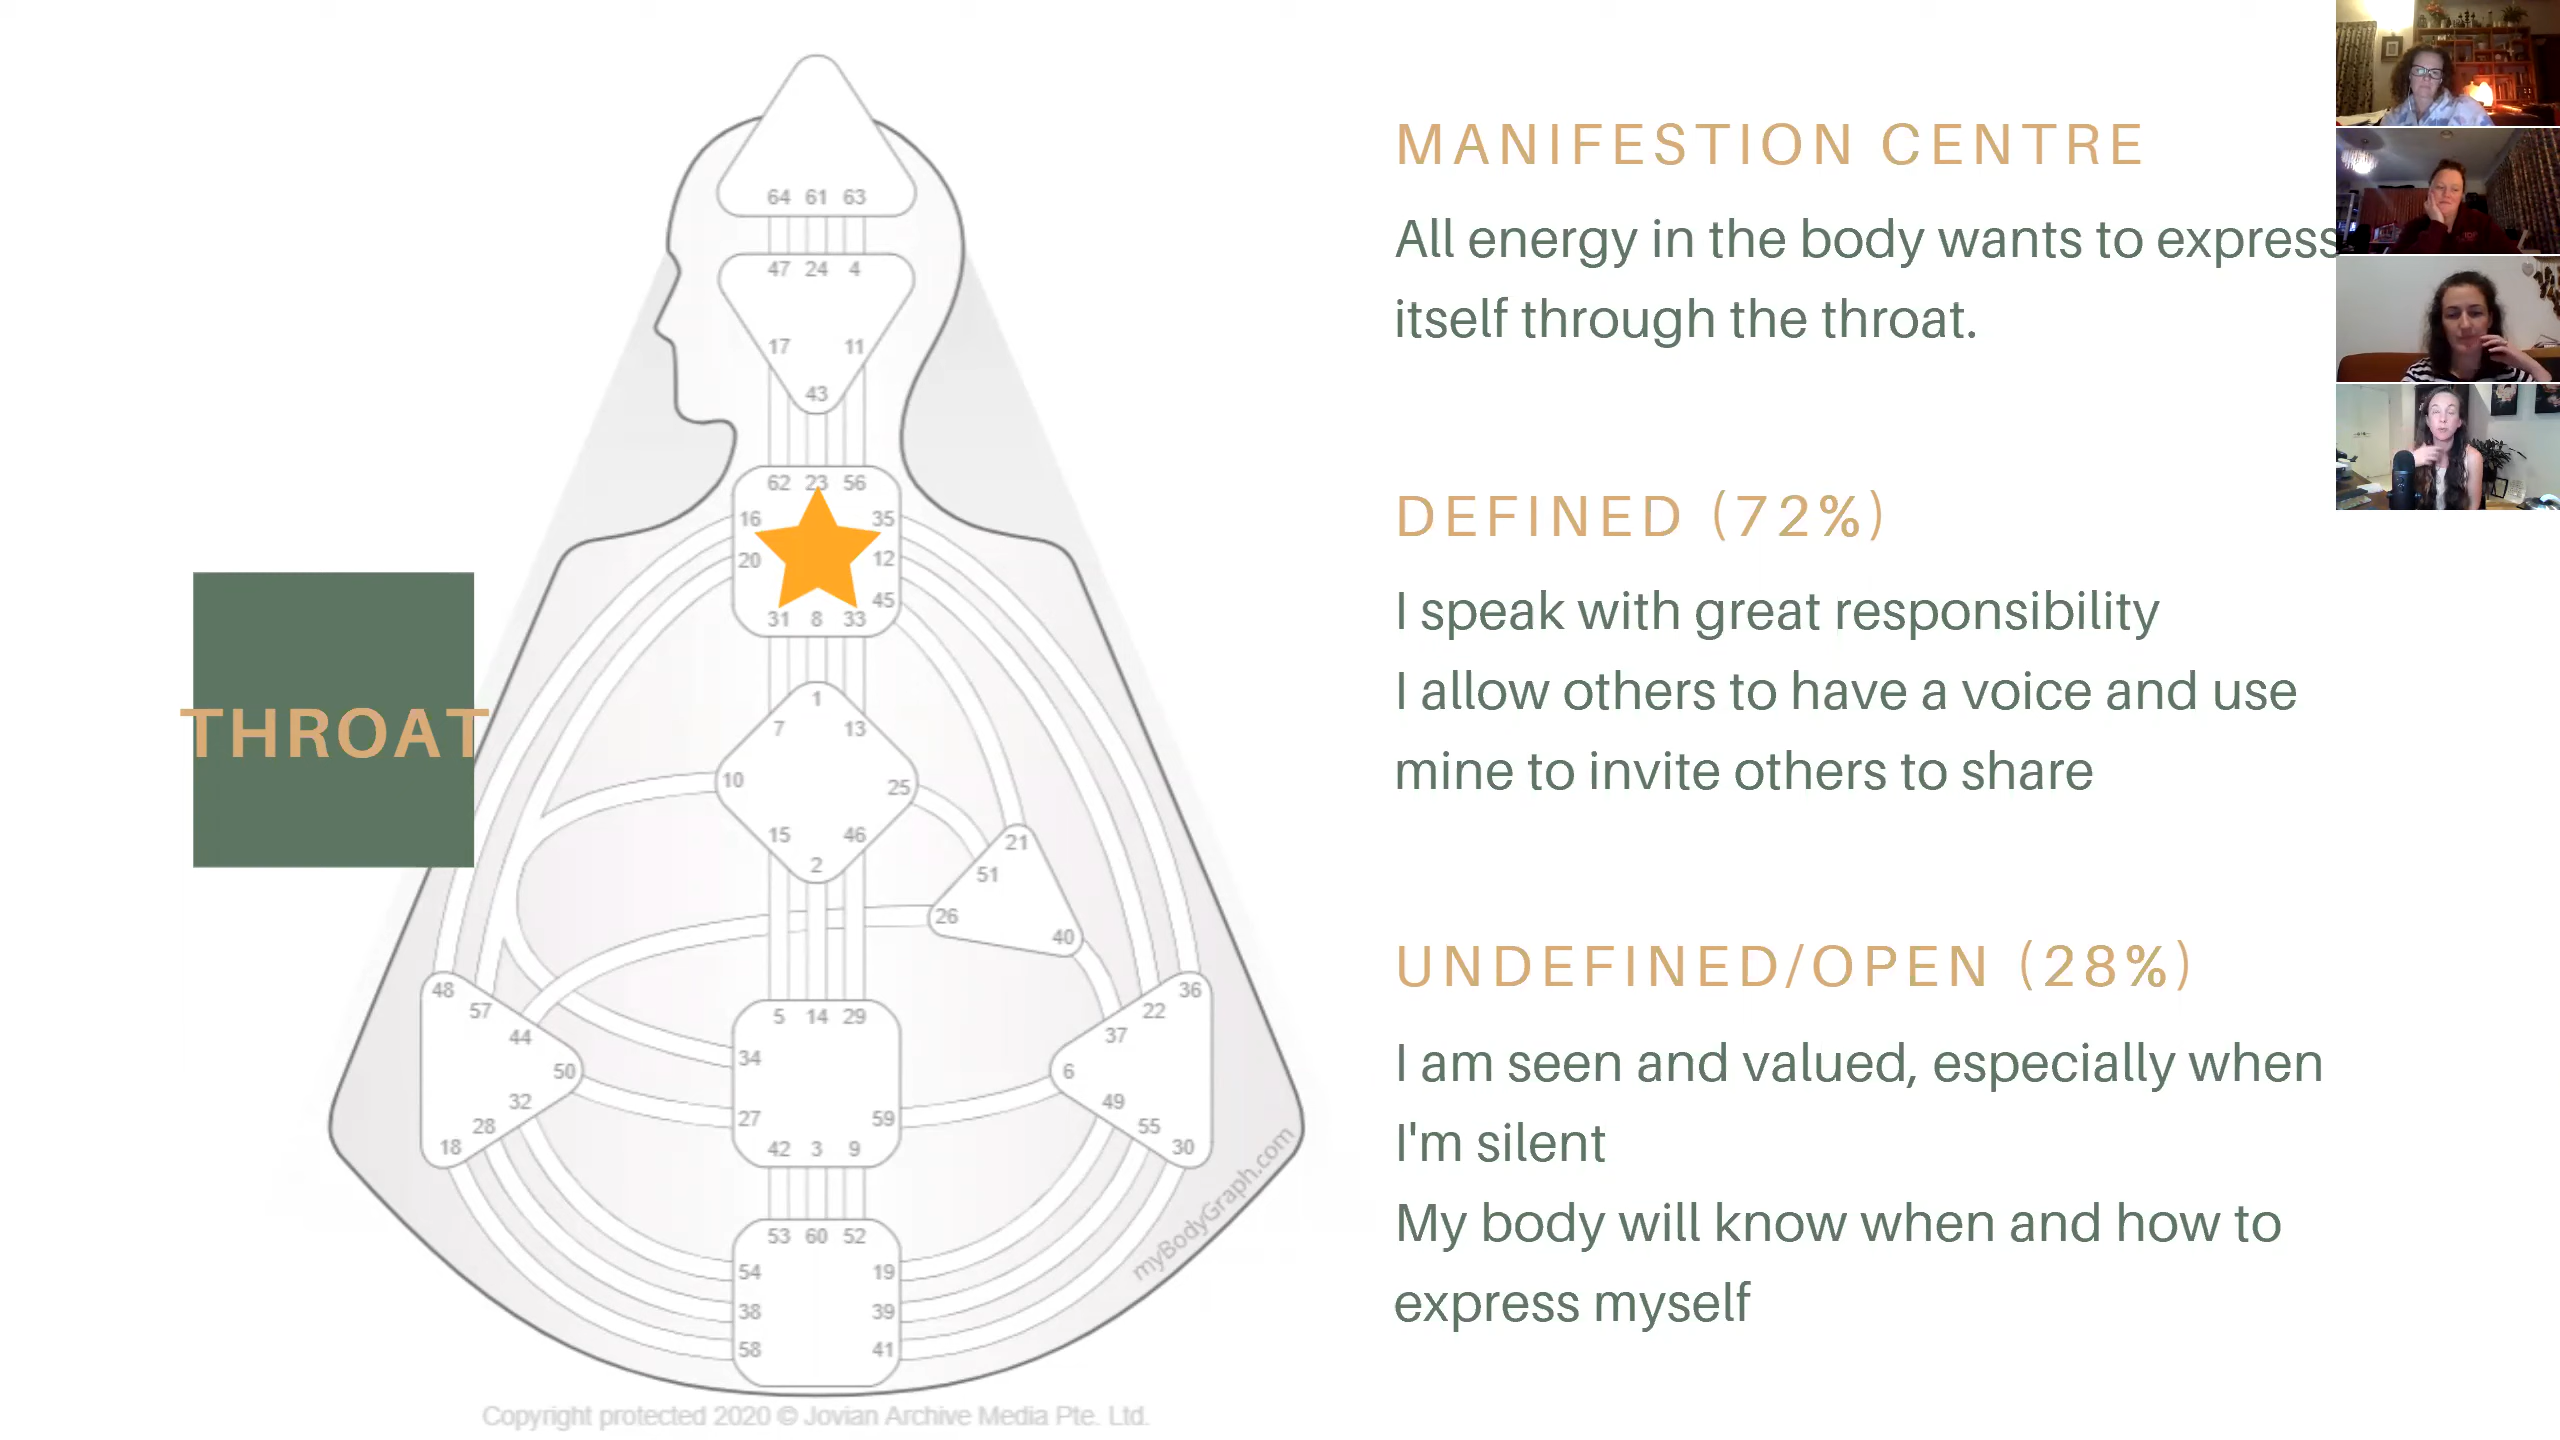 64 61 63
47 24 4
17 11
43
62 23 56
16 35
20 12
45
31 8 33
THROAT
1
7 13
10 25
15 46
2
21
51
26
40
48
57
44
50
32
28
18
5 14 29
34
27 59
42 3 9
36
22
37
6
49
55
30
53 60 52
54 19
38 39
58 41
myBodyGraph.com
Copyright protected 2020 © Jovian Archive Media Pte. Ltd.
MANIFESTION CENTRE
All energy in the body wants to express
itself through the throat.
DEFINED (72%)
I speak with great responsibility
I allow others to have a voice and use
mine to invite others to share
UNDEFINED/OPEN (28%)
I am seen and valued, especially when
I'm silent
My body will know when and how to
express myself